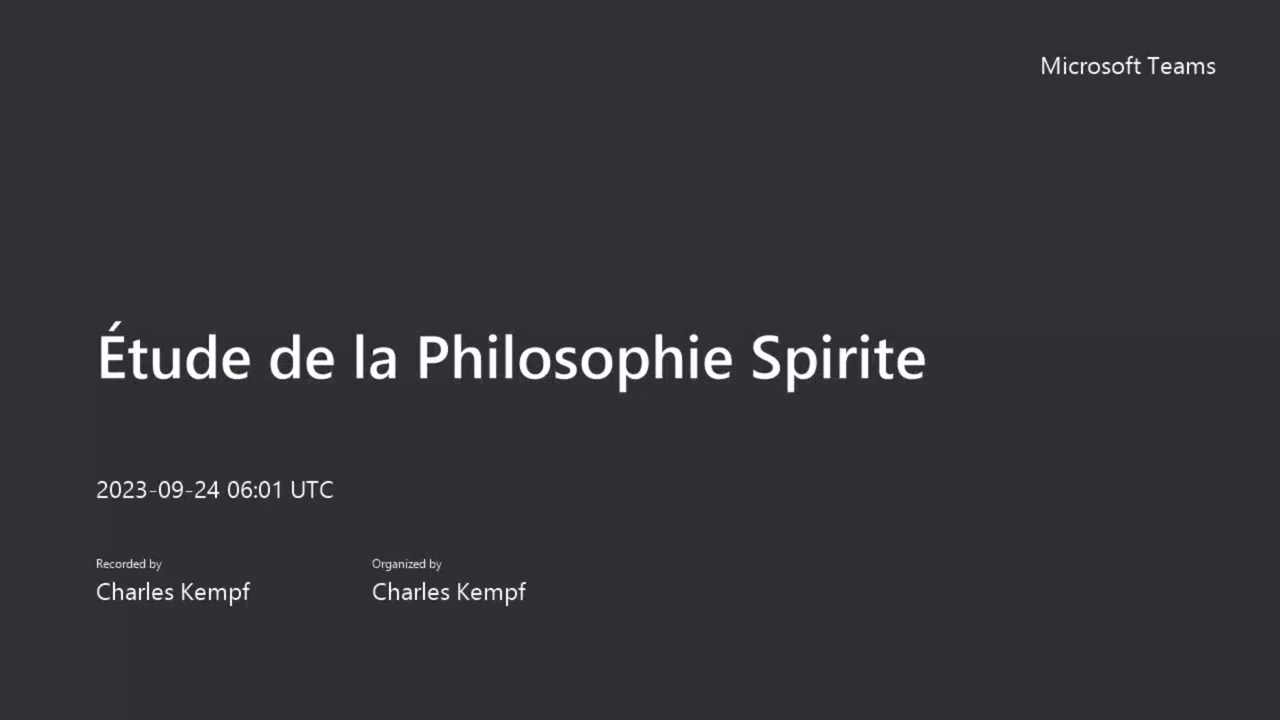 Microsoft Teams
Étude de la Philosophie Spirite
2023-09-24 06:01 UTC
Recorded by
Charles Kempf
Organized by
Charles Kempf